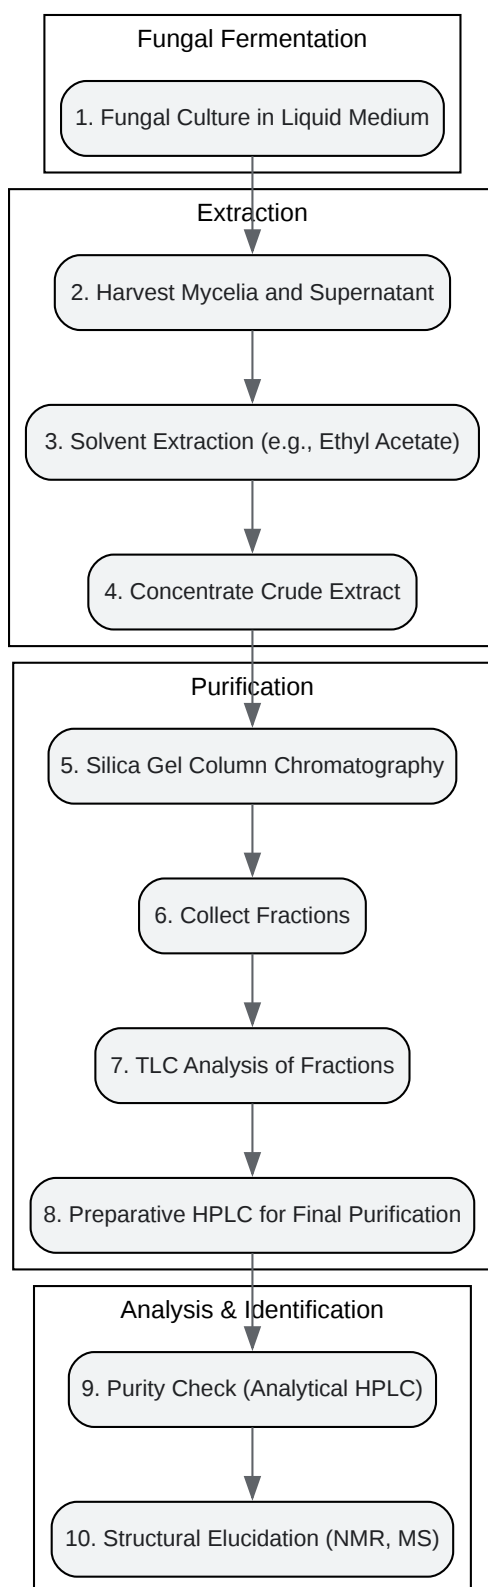 Fungal Fermentation
1. Fungal Culture in Liquid Medium
Extraction
2. Harvest Mycelia and Supernatant
3. Solvent Extraction (e.g., Ethyl Acetate)
4. Concentrate Crude Extract
Purification
5. Silica Gel Column Chromatography
6. Collect Fractions
7. TLC Analysis of Fractions
8. Preparative HPLC for Final Purification
Analysis & Identification
9. Purity Check (Analytical HPLC)
10. Structural Elucidation (NMR, MS)